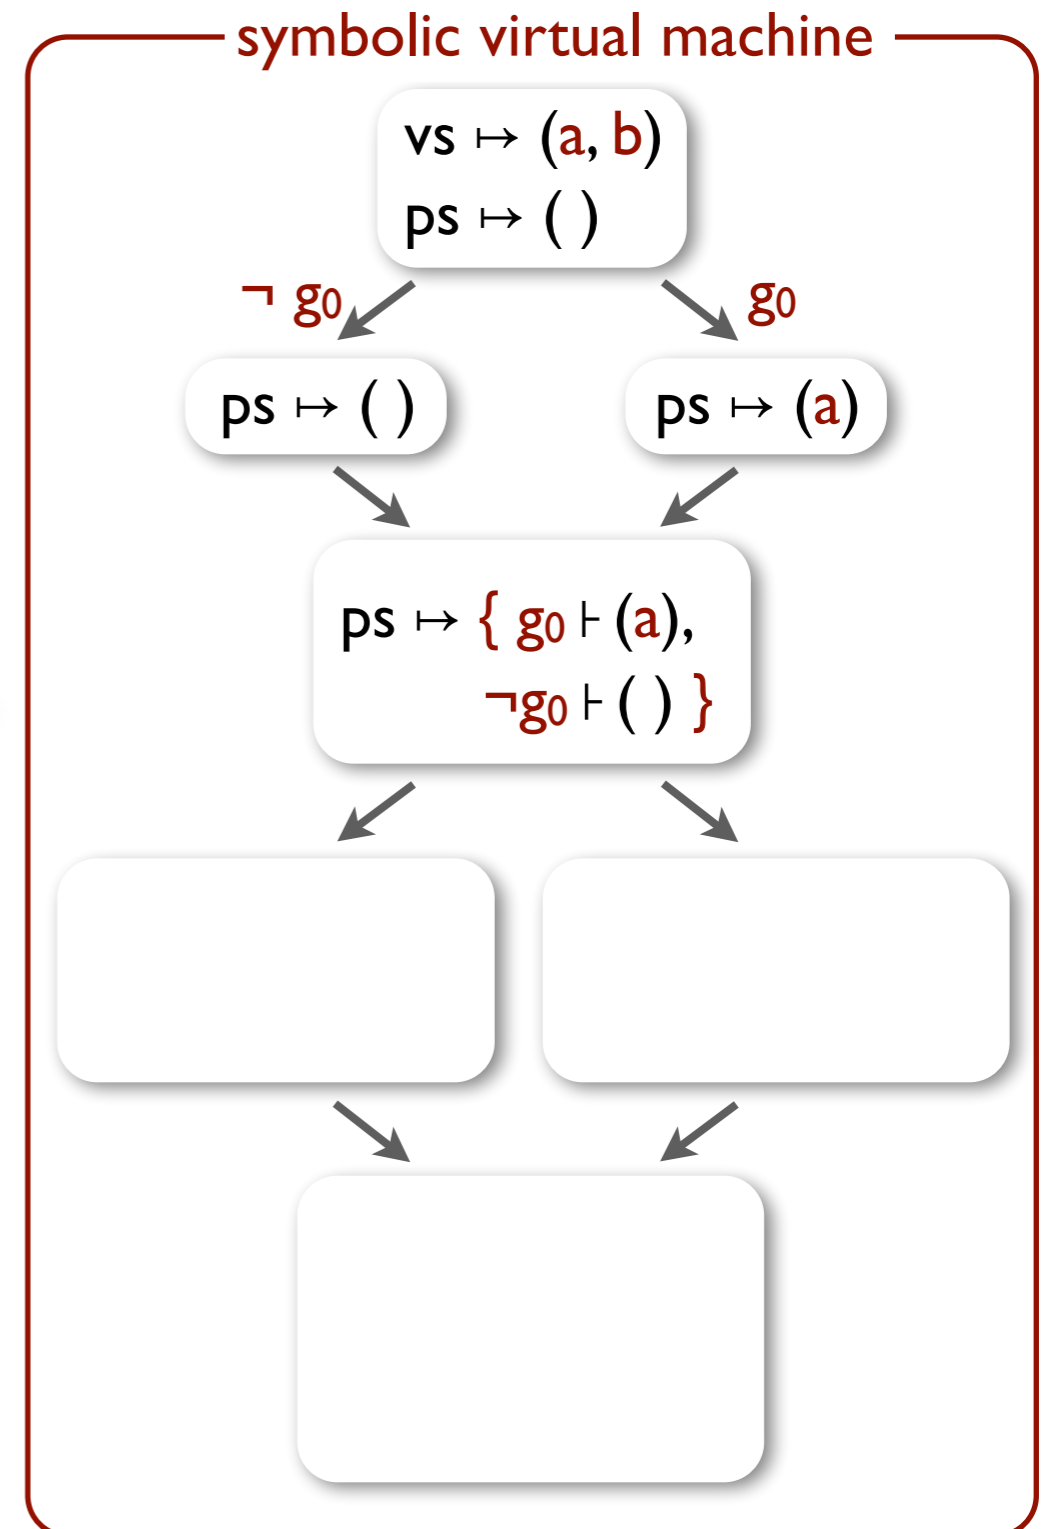 symbolic virtual machine
vs ↦ (a, b)
ps ↦ ( )
¬ g₀
g₀
ps ↦ ( )
ps ↦ (a)
ps ↦ { g₀ ⊦ (a),
¬g₀ ⊦ ( ) }